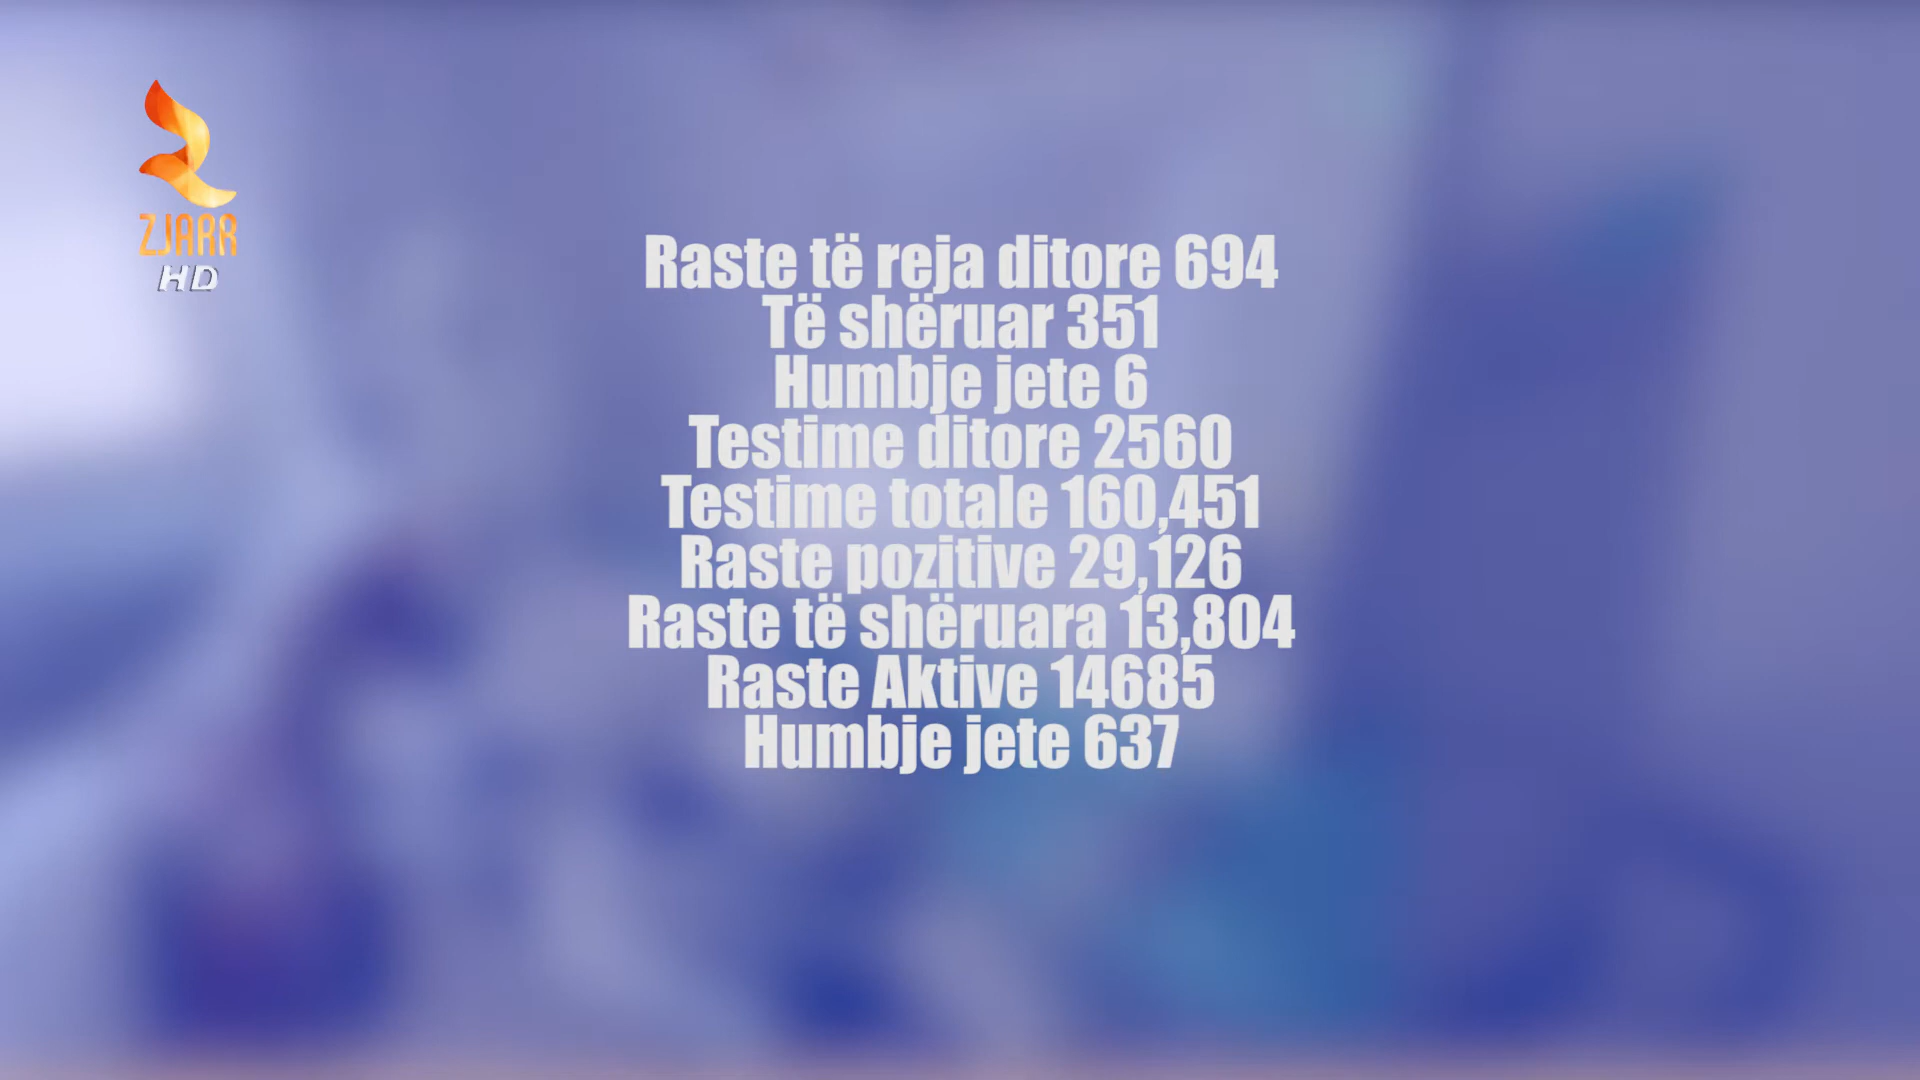 ZJARR
HD
Raste të reja ditore 694
Të shëruar 351
Humbje jete 6
Testime ditore 2560
Testime totale 160,451
Raste pozitive 29,126
Raste të shëruara 13,804
Raste Aktive 14685
Humbje jete 637